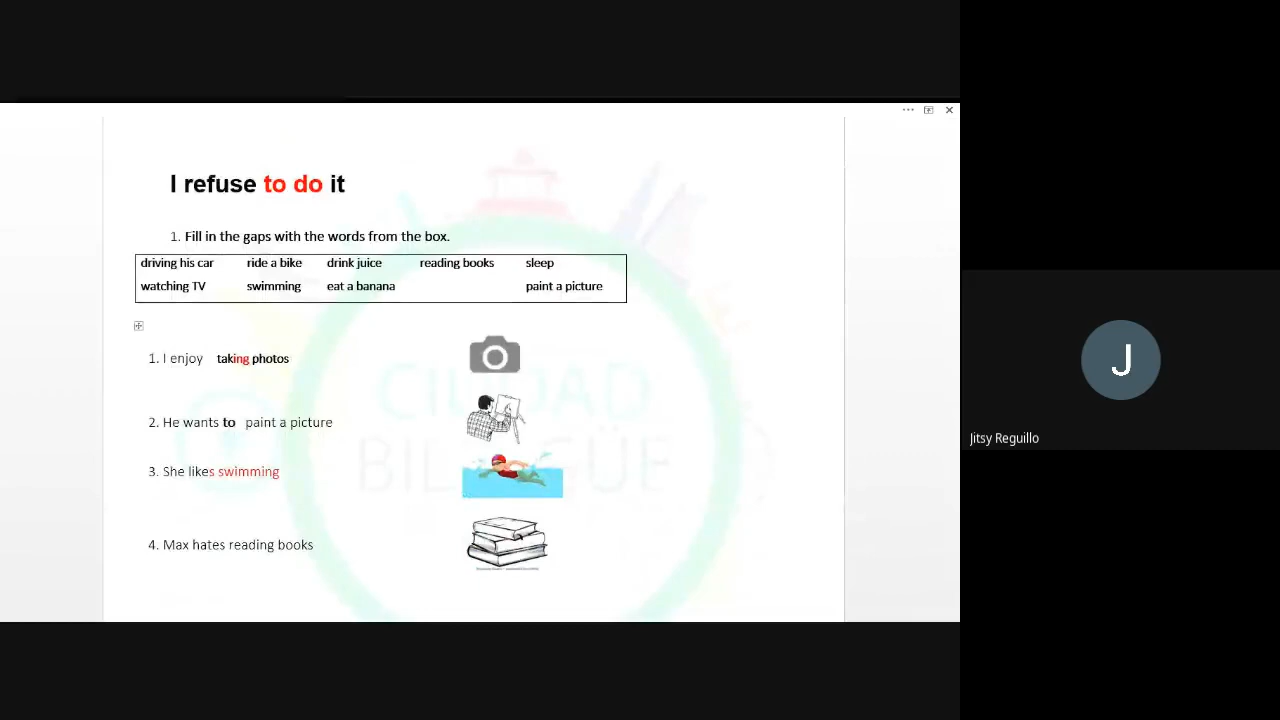 I refuse to do it
1. Fill in the gaps with the words from the box.
driving his car ride a bike drink juice reading books sleep
watching TV swimming eat a banana paint a picture
1. I enjoy taking photos
2. He wants to paint a picture
3. She likes swimming
4. Max hates reading books
CIUDAD
BILINGÜE
J
Jitsy Reguillo